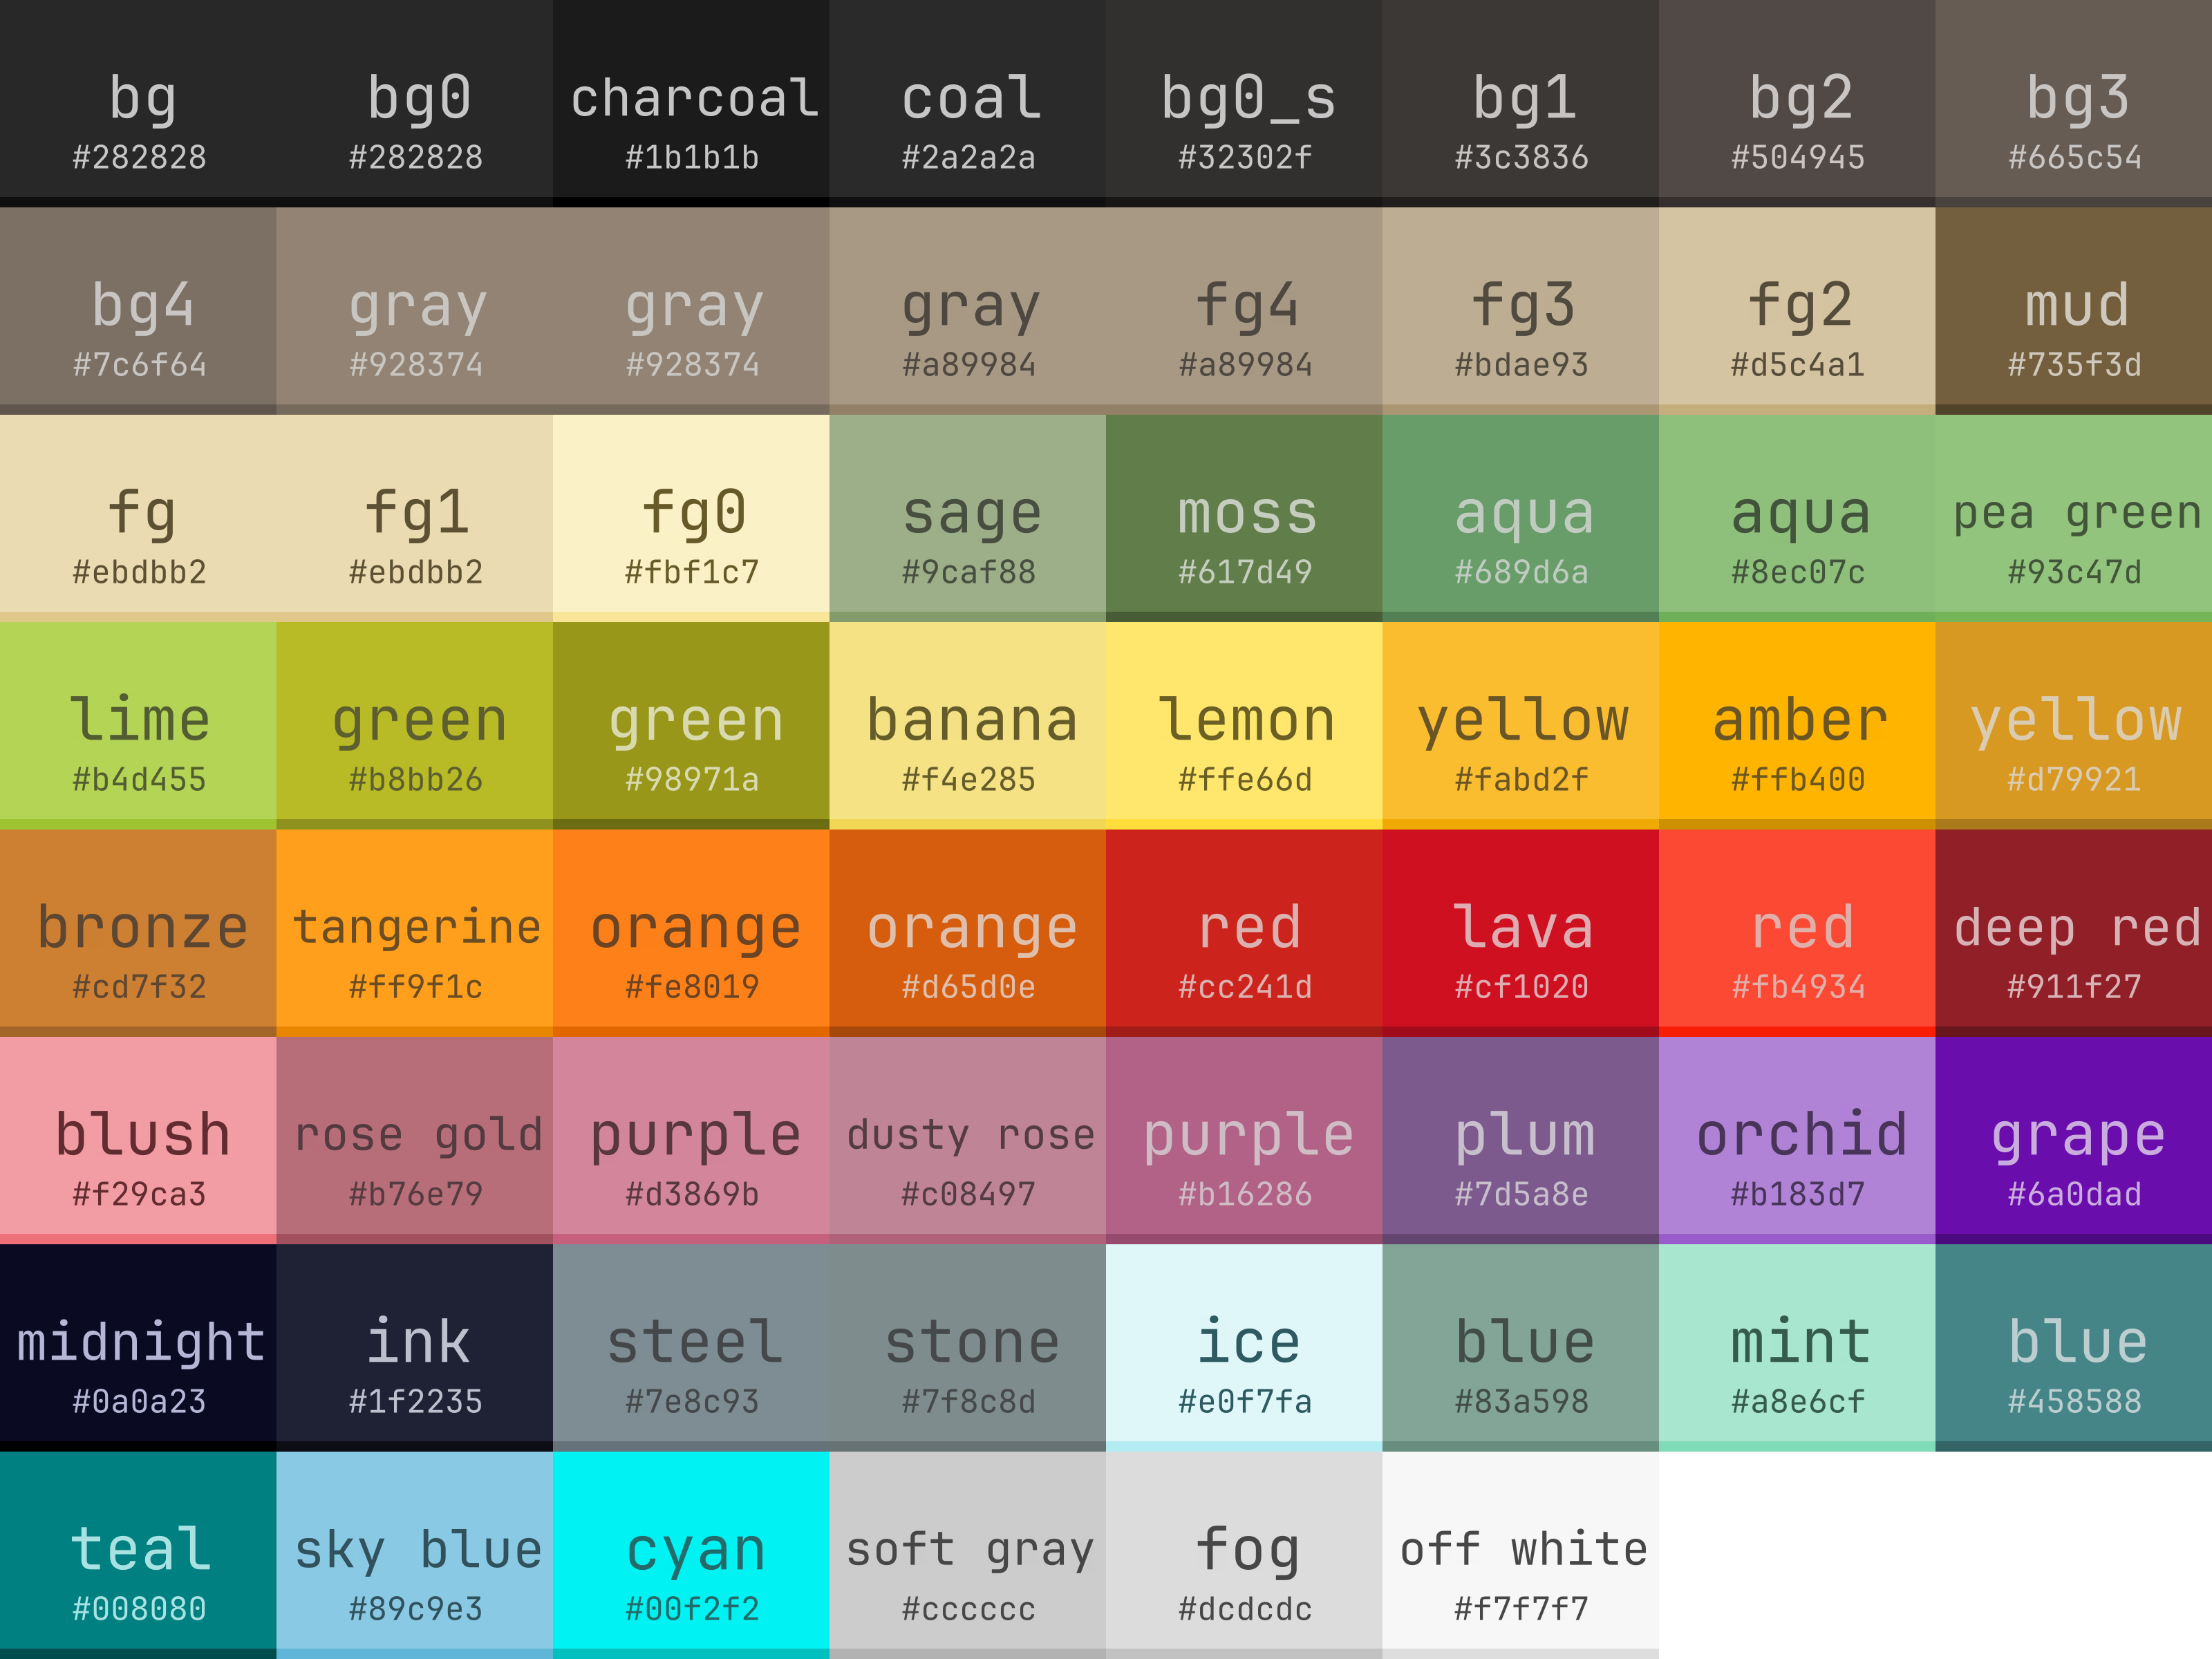 bg bg0 charcoal coal bg0_s bg1 bg2 bg3
#282828 #282828 #1b1b1b #2a2a2a #32302f #3c3836 #504945 #665c54
bg4 gray gray gray fg4 fg3 fg2 mud
#7c6f64 #928374 #928374 #a89984 #a89984 #bdae93 #d5c4a1 #735f3d
fg fg1 fg0 sage moss aqua aqua pea green
#ebdbb2 #ebdbb2 #fbf1c7 #9caf88 #617d49 #689d6a #8ec07c #93c47d
lime green green banana lemon yellow amber yellow
#b4d455 #b8bb26 #98971a #f4e285 #ffe66d #fabd2f #ffb400 #d79921
bronze tangerine orange orange red lava red deep red
#cd7f32 #ff9f1c #fe8019 #d65d0e #cc241d #cf1020 #fb4934 #911f27
blush rose gold purple dusty rose purple plum orchid grape
#f29ca3 #b76e79 #d3869b #c08497 #b16286 #7d5a8e #b183d7 #6a0dad
midnight ink steel stone ice blue mint blue
#0a0a23 #1f2235 #7e8c93 #7f8c8d #e0f7fa #83a598 #a8e6cf #458588
teal sky blue cyan soft gray fog off white
#008080 #89c9e3 #00f2f2 #cccccc #dcdcdc #f7f7f7